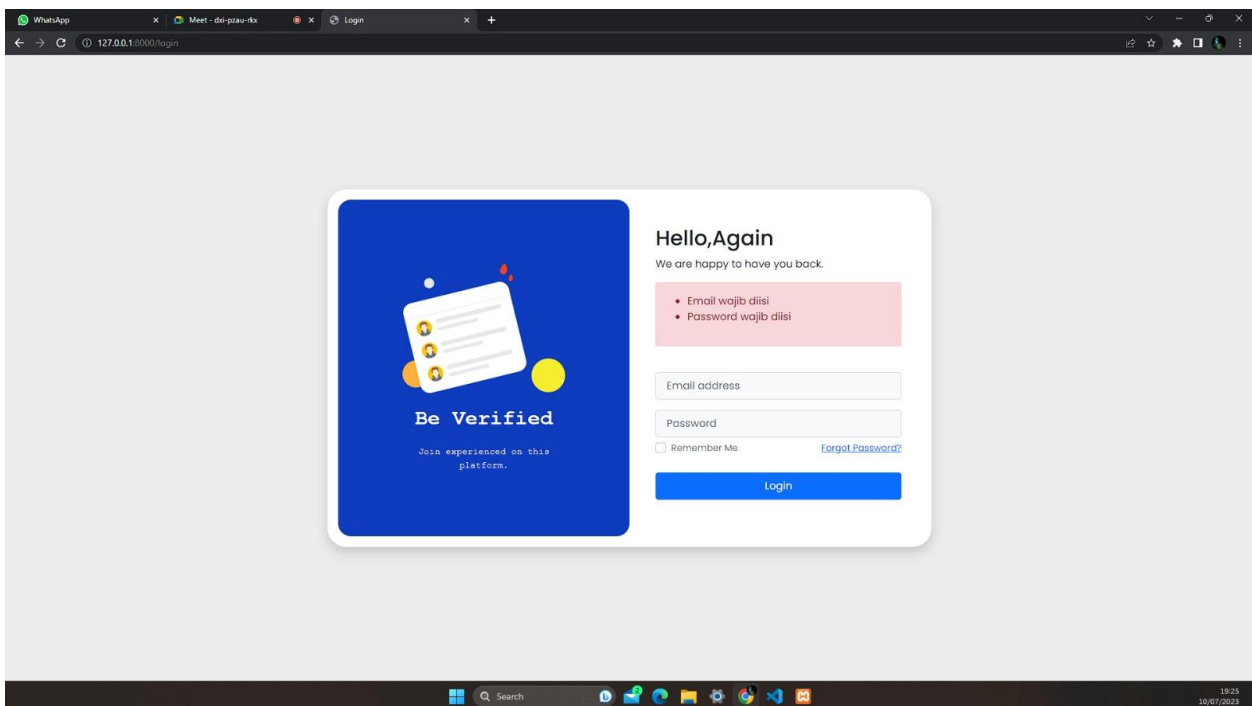 WhatsApp
Meet - dxi-pzau-rkx
Login
127.0.0.1:8000/login
Hello,Again
We are happy to have you back.
Email wajib diisi
Password wajib diisi
Email address
Password
Remember Me
Forgot Password?
Login
Be Verified
Join experienced on this
platform.
Search
19:25
10/07/2023